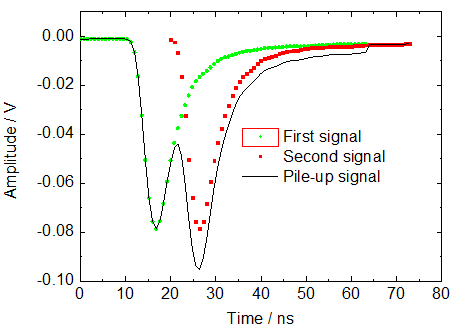 0.00
-0.02
-0.04
-0.06
-0.08
-0.10
0 10 20 30 40 50 60 70 80
Amplitude / V
Time / ns
First signal
Second signal
Pile-up signal